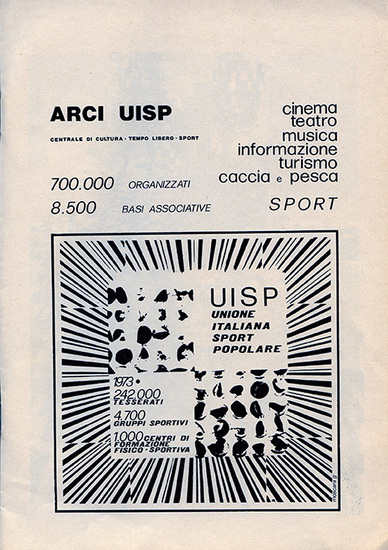 ARCI UISP
CENTRALE DI CULTURA - TEMPO LIBERO - SPORT
cinema
teatro
musica
informazione
turismo
caccia e pesca
700.000 ORGANIZZATI
8.500 BASI ASSOCIATIVE
SPORT
UISP
UNIONE
ITALIANA
SPORT
POPOLARE
1973 •
242.000
TESSERATI
4.700
GRUPPI SPORTIVI
1.000 CENTRI DI
FORMAZIONE
FISICO-SPORTIVA